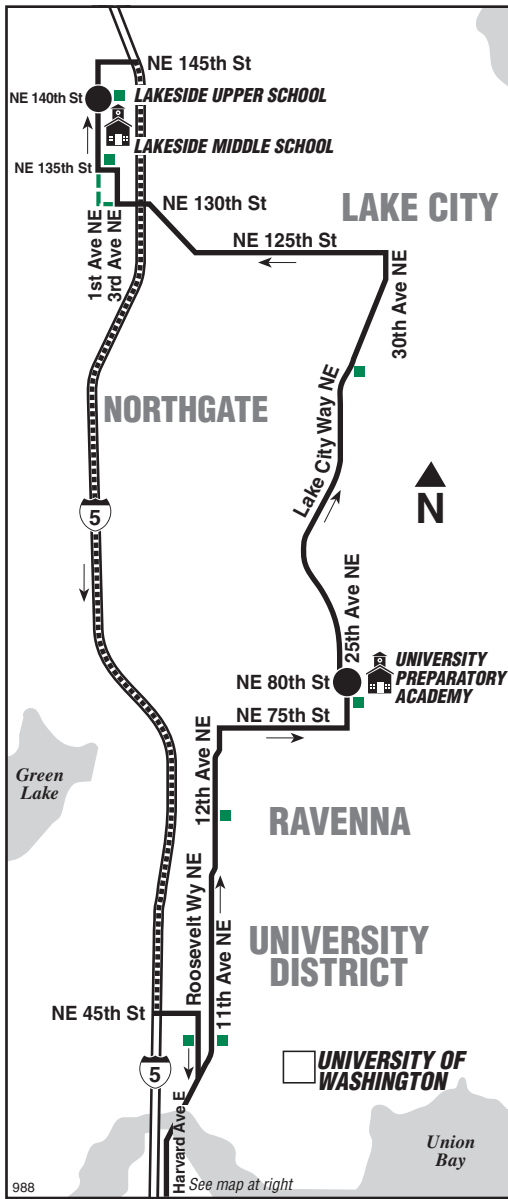 NE 145th St
NE 140th St
LAKESIDE UPPER SCHOOL
LAKESIDE MIDDLE SCHOOL
NE 135th St
NE 130th St
LAKE CITY
1st Ave NE
3rd Ave NE
NE 125th St
30th Ave NE
NORTHGATE
Lake City Way NE
5
N
25th Ave NE
UNIVERSITY
PREPARATORY
ACADEMY
NE 80th St
NE 75th St
Green
Lake
12th Ave NE
RAVENNA
Roosevelt Wy NE
11th Ave NE
UNIVERSITY
DISTRICT
NE 45th St
5
UNIVERSITY OF
WASHINGTON
Harvard Ave E
Union
Bay
988
See map at right